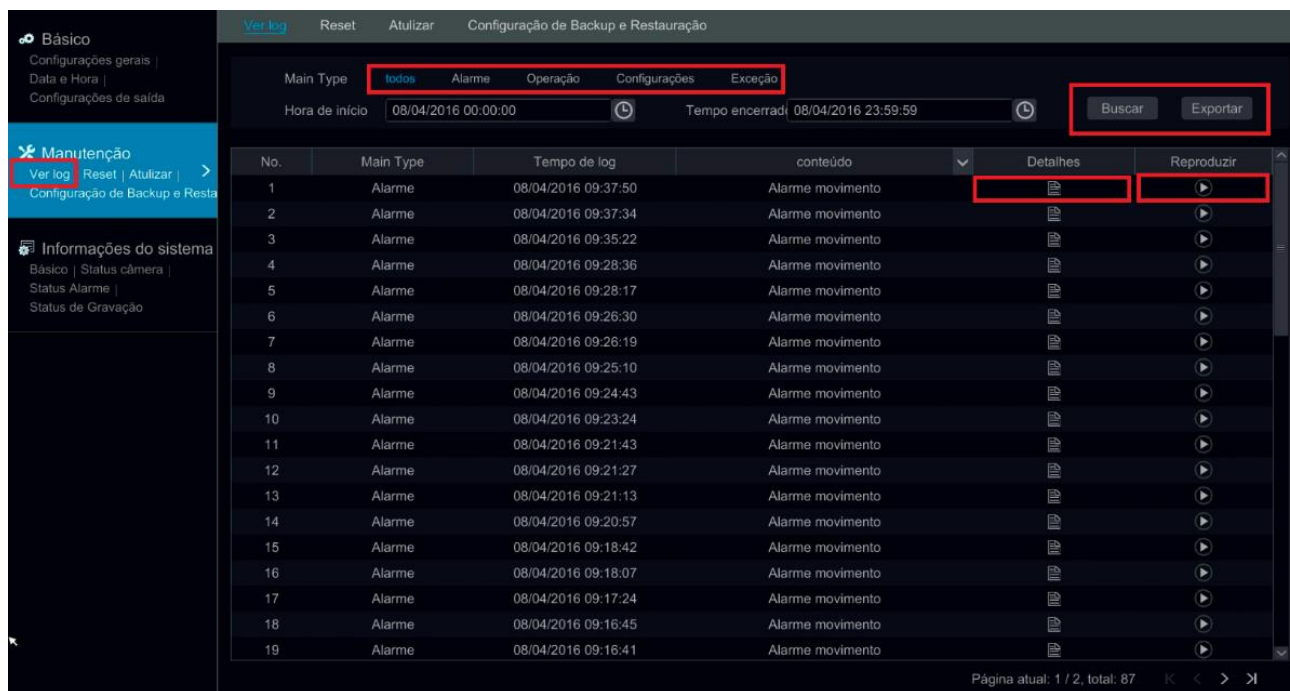 Básico
Configurações gerais |
Data e Hora |
Configurações de saída
Manutenção
Ver log | Reset | Atulizar |
Configuração de Backup e Resta
Informações do sistema
Básico | Status câmera |
Status Alarme |
Status de Gravação
Ver log Reset Atulizar Configuração de Backup e Restauração
Main Type todos Alarme Operação Configurações Exceção
Hora de início 08/04/2016 00:00:00 Tempo encerrad 08/04/2016 23:59:59 Buscar Exportar
No. Main Type Tempo de log conteúdo Detalhes Reproduzir
1 Alarme 08/04/2016 09:37:50 Alarme movimento
2 Alarme 08/04/2016 09:37:34 Alarme movimento
3 Alarme 08/04/2016 09:35:22 Alarme movimento
4 Alarme 08/04/2016 09:28:36 Alarme movimento
5 Alarme 08/04/2016 09:28:17 Alarme movimento
6 Alarme 08/04/2016 09:26:30 Alarme movimento
7 Alarme 08/04/2016 09:26:19 Alarme movimento
8 Alarme 08/04/2016 09:25:10 Alarme movimento
9 Alarme 08/04/2016 09:24:43 Alarme movimento
10 Alarme 08/04/2016 09:23:24 Alarme movimento
11 Alarme 08/04/2016 09:21:43 Alarme movimento
12 Alarme 08/04/2016 09:21:27 Alarme movimento
13 Alarme 08/04/2016 09:21:13 Alarme movimento
14 Alarme 08/04/2016 09:20:57 Alarme movimento
15 Alarme 08/04/2016 09:18:42 Alarme movimento
16 Alarme 08/04/2016 09:18:07 Alarme movimento
17 Alarme 08/04/2016 09:17:24 Alarme movimento
18 Alarme 08/04/2016 09:16:45 Alarme movimento
19 Alarme 08/04/2016 09:16:41 Alarme movimento
Página atual: 1 / 2, total: 87